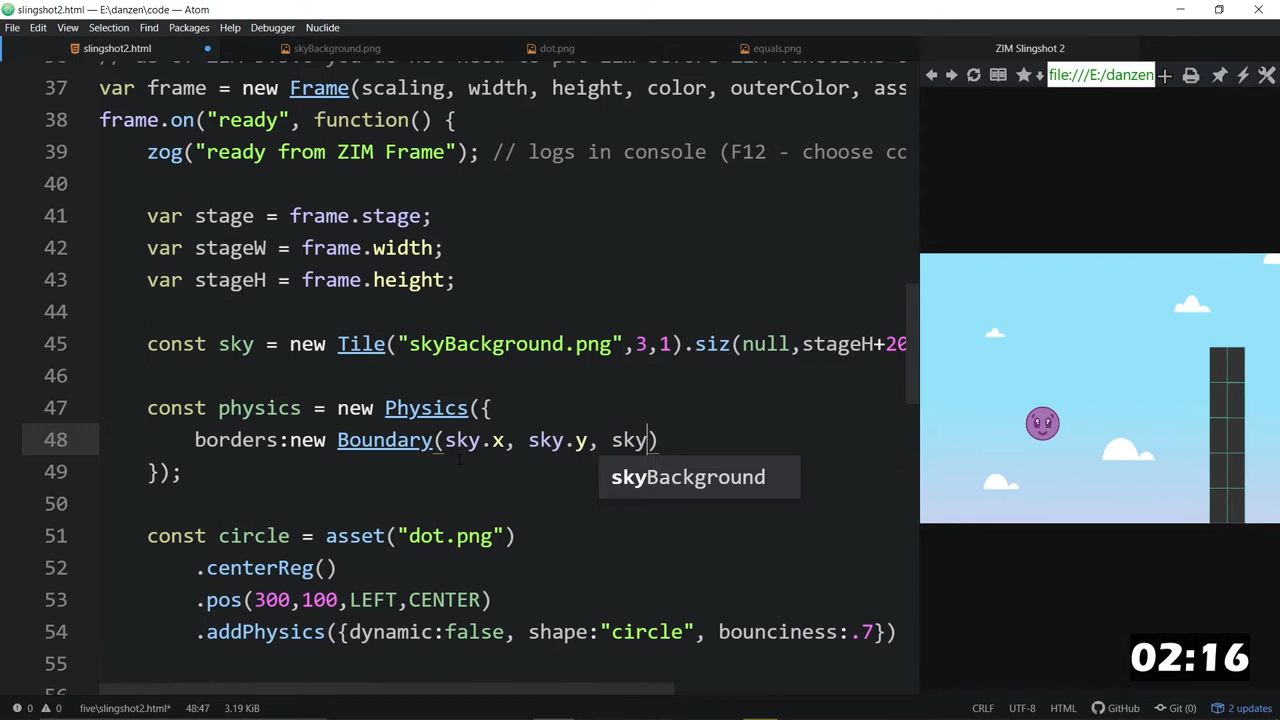 slingshot2.html — E:\danzen\code — Atom
File Edit View Selection Find Packages Help Debugger Nuclide
slingshot2.html skyBackground.png dot.png equals.png ZIM Slingshot 2
file:///E:/danzen
37 var frame = new Frame(scaling, width, height, color, outerColor, ass
38 frame.on("ready", function() {
39 zog("ready from ZIM Frame"); // logs in console (F12 - choose co
40
41 var stage = frame.stage;
42 var stageW = frame.width;
43 var stageH = frame.height;
44
45 const sky = new Tile("skyBackground.png",3,1).siz(null,stageH+20
46
47 const physics = new Physics({
48 borders:new Boundary(sky.x, sky.y, sky)
skyBackground
49 });
50
51 const circle = asset("dot.png")
52 .centerReg()
53 .pos(300,100,LEFT,CENTER)
54 .addPhysics({dynamic:false, shape:"circle", bounciness:.7})
55
02:16
0 0 five\slingshot2.html* 48:47 3.19 KiB CRLF UTF-8 HTML GitHub Git (0) 2 updates